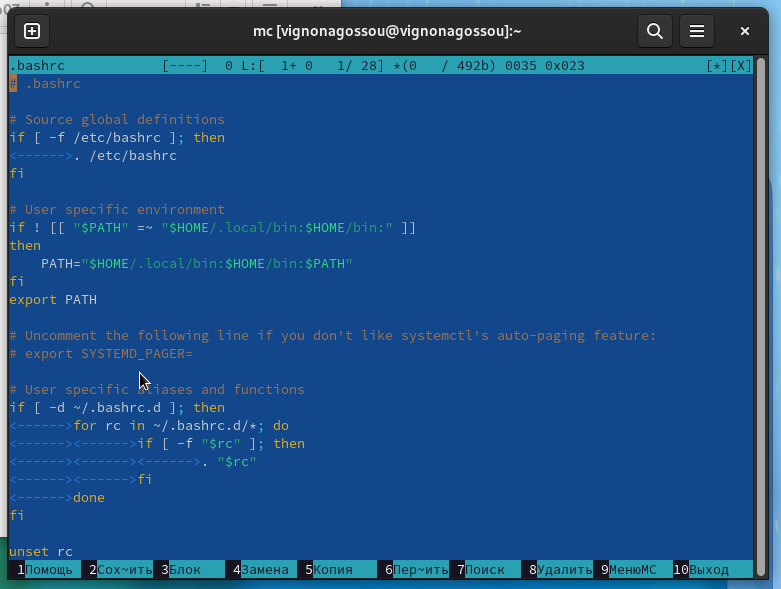 mc [vignonagossou@vignonagossou]:~
.bashrc            [----]  0 L:[  1+ 0   1/ 28] *(0   / 492b) 0035 0x023               [*][X]
# .bashrc
# Source global definitions
if [ -f /etc/bashrc ]; then
<------>. /etc/bashrc
fi
# User specific environment
if ! [[ "$PATH" =~ "$HOME/.local/bin:$HOME/bin:" ]]
then
    PATH="$HOME/.local/bin:$HOME/bin:$PATH"
fi
export PATH
# Uncomment the following line if you don't like systemctl's auto-paging feature:
# export SYSTEMD_PAGER=
# User specific aliases and functions
if [ -d ~/.bashrc.d ]; then
<------>for rc in ~/.bashrc.d/*; do
<------><------>if [ -f "$rc" ]; then
<------><------><------>. "$rc"
<------><------>fi
<------>done
fi
unset rc
1Помощь  2Сох~ить 3Блок    4Замена  5Копия   6Пер~ить 7Поиск   8Удалить 9МенюMC  10Выход